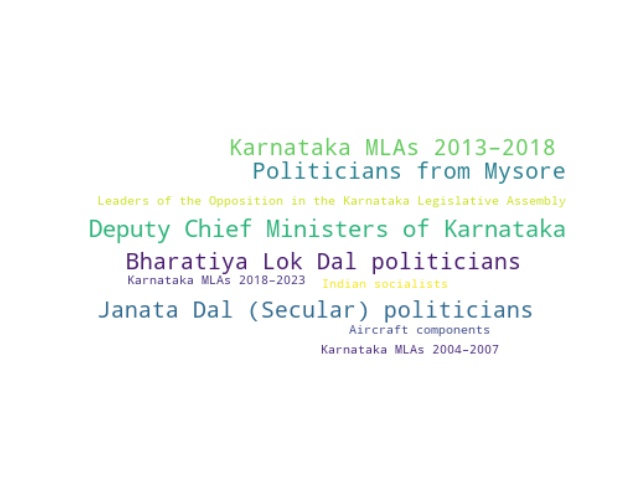 Karnataka MLAs 2013–2018
Politicians from Mysore
Leaders of the Opposition in the Karnataka Legislative Assembly
Deputy Chief Ministers of Karnataka
Bharatiya Lok Dal politicians
Karnataka MLAs 2018–2023
Indian socialists
Janata Dal (Secular) politicians
Aircraft components
Karnataka MLAs 2004–2007